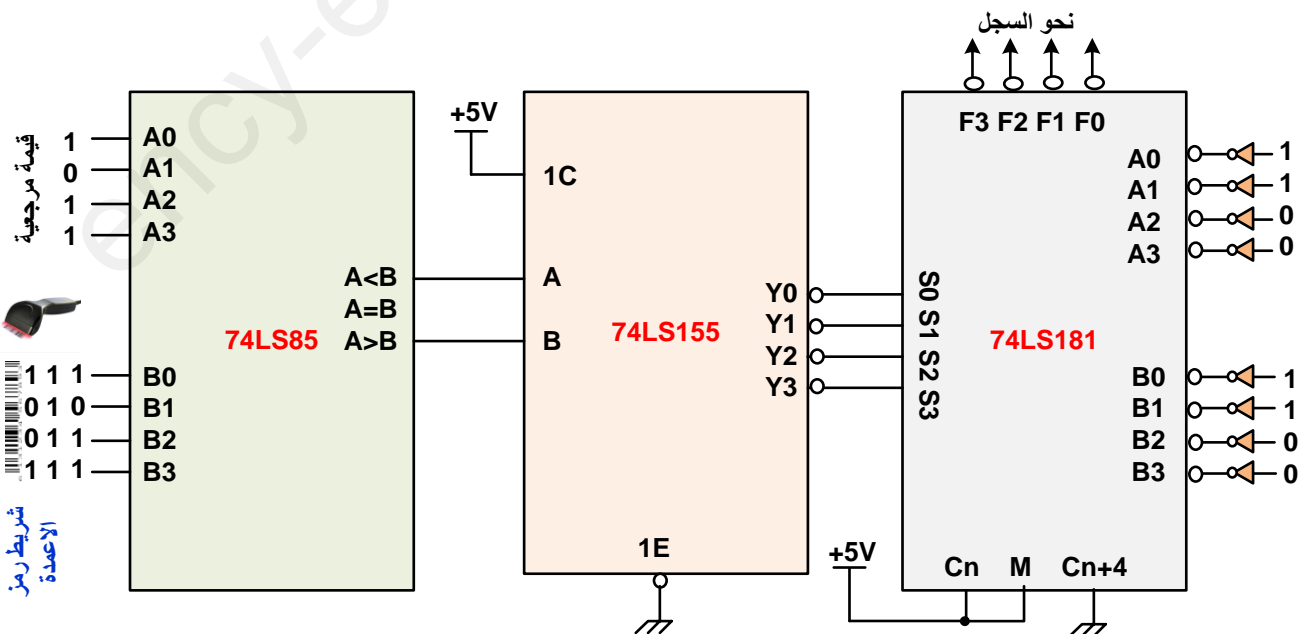 نحو السجل
+5V
F3 F2 F1 F0
قيمة مرجعية
1 A0
0 A1
1 A2
1 A3
1C
A0 1
A1 1
A2 0
A3 0
A<B
A=B
A>B
A
B
Y0
Y1
Y2
Y3
S0 S1 S2 S3
74LS85
74LS155
74LS181
1 1 1 B0
0 1 0 B1
0 1 1 B2
1 1 1 B3
B0 1
B1 1
B2 0
B3 0
شريط رمز
الاعمدة
1E
+5V
Cn M Cn+4